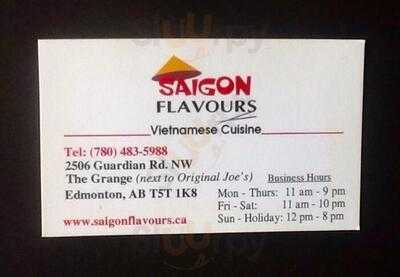 SAIGON
FLAVOURS
Vietnamese Cuisine
Tel: (780) 483-5988
2506 Guardian Rd. NW
The Grange (next to Original Joe's)
Edmonton, AB T5T 1K8
www.saigonflavours.ca
Business Hours
Mon - Thurs: 11 am - 9 pm
Fri - Sat: 11 am - 10 pm
Sun - Holiday: 12 pm - 8 pm